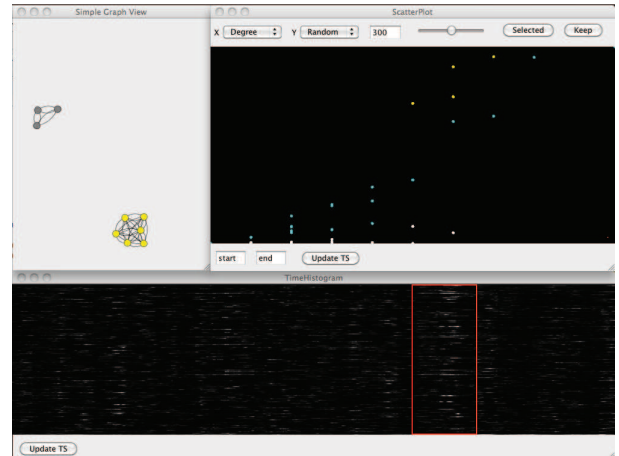 Simple Graph View
ScatterPlot
X Degree Y Random 300 Selected Keep
start end Update TS
TimeHistogram
Update TS